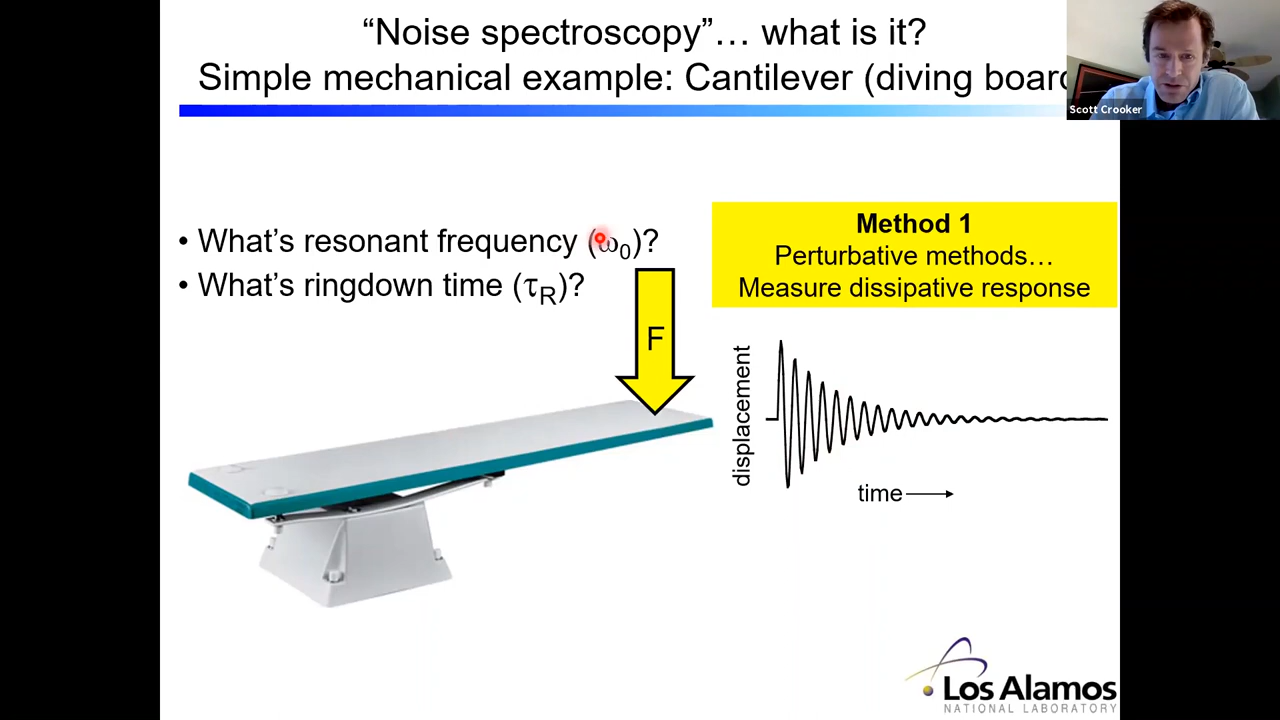 “Noise spectroscopy”… what is it?
Simple mechanical example: Cantilever (diving board
Scott Crooker
• What’s resonant frequency (ω0)?
• What’s ringdown time (τR)?
Method 1
Perturbative methods…
Measure dissipative response
F
displacement
time
Los Alamos
NATIONAL LABORATORY